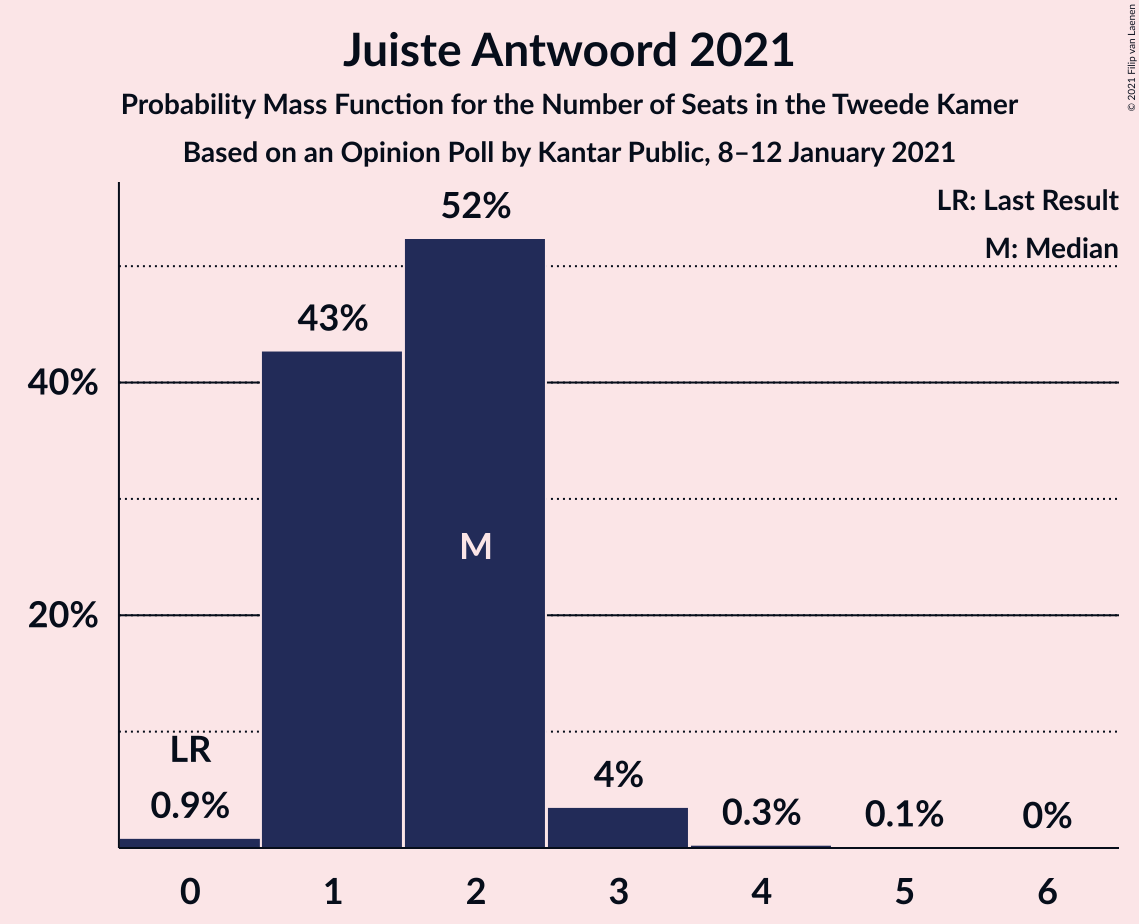 Juiste Antwoord 2021
Probability Mass Function for the Number of Seats in the Tweede Kamer
Based on an Opinion Poll by Kantar Public, 8–12 January 2021
© 2021 Filip van Laenen
LR: Last Result
M: Median
52%
43%
40%
M
20%
LR
0.9%
4%
0.3%
0.1%
0%
0 1 2 3 4 5 6